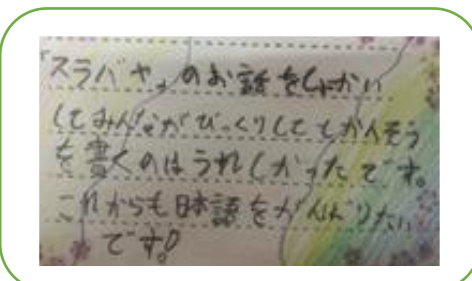 「スラバヤ」のお話をしょかい
してみんながびっくりしてしかんそう
を書くのはうれしかったです。
これからも日本語をがんばりたい
です!